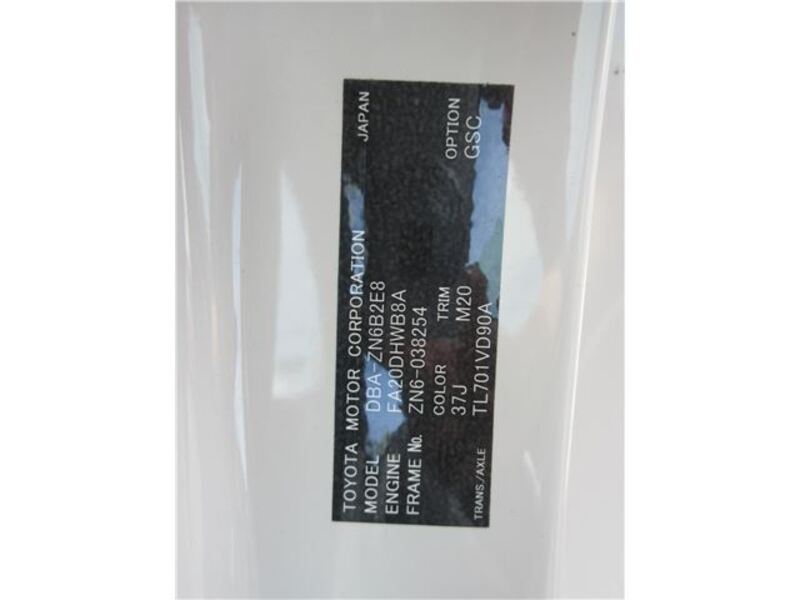 TOYOTA MOTOR CORPORATION JAPAN
MODEL DBA-ZN6B2E8
ENGINE FA20DHWB8A
FRAME No. ZN6-038254
COLOR TRIM OPTION
37J M20 GSC
TRANS./AXLE TL701VD90A